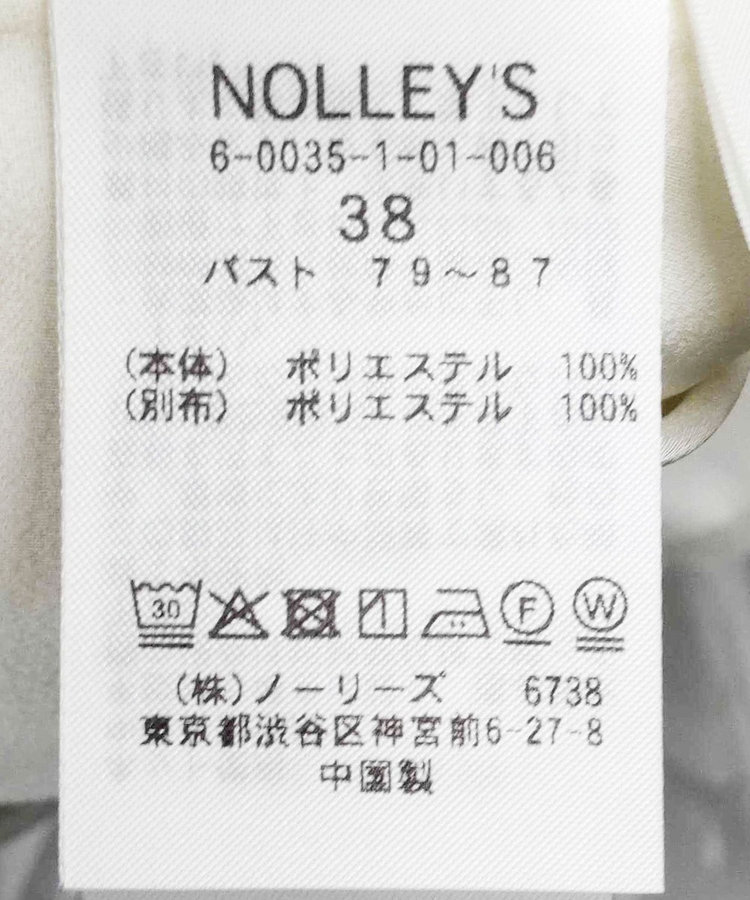 NOLLEY'S
6-0035-1-01-006
38
バスト 79~87
(本体) ポリエステル 100%
(別布) ポリエステル 100%
30 F W
(株)ノーリーズ 6738
東京都渋谷区神宮前6-27-8
中国製